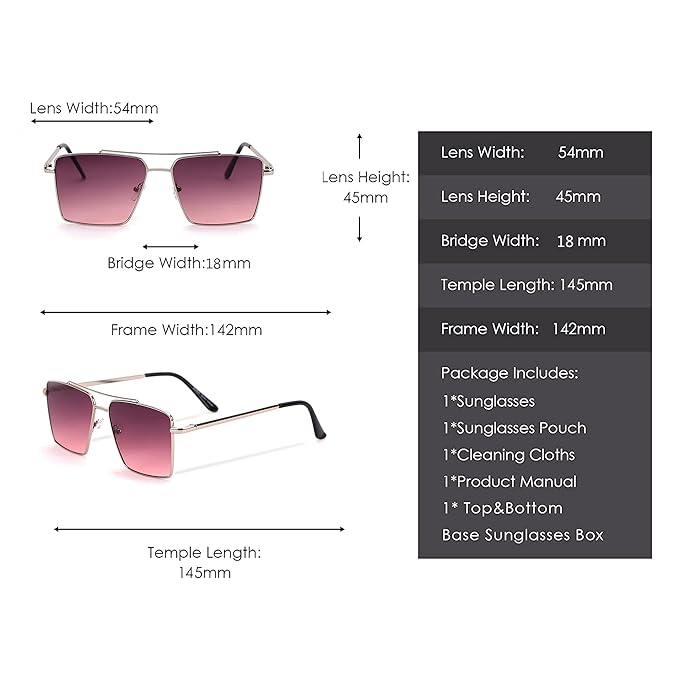 Lens Width:54mm
Lens Height:
45mm
Bridge Width:18mm
Frame Width:142mm
Temple Length:
145mm
Lens Width: 54mm
Lens Height: 45mm
Bridge Width: 18 mm
Temple Length: 145mm
Frame Width: 142mm
Package Includes:
1*Sunglasses
1*Sunglasses Pouch
1*Cleaning Cloths
1*Product Manual
1* Top&Bottom
Base Sunglasses Box